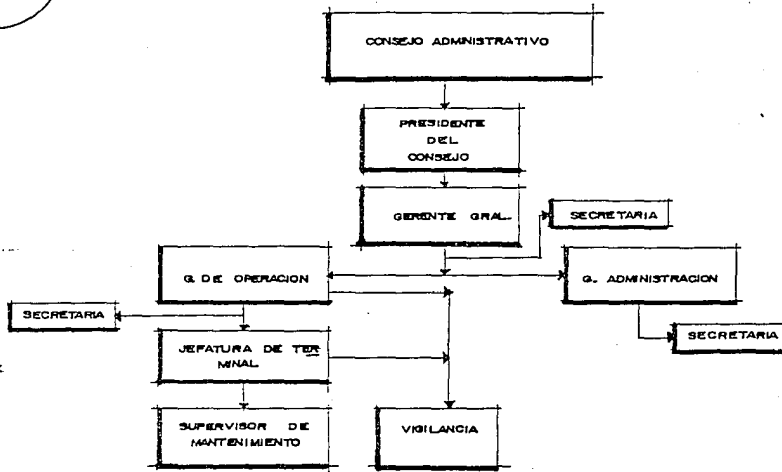 CONSEJO ADMINISTRATIVO
PRESIDENTE
DEL
CONSEJO
GERENTE GRAL.
SECRETARIA
G. DE OPERACION
G. ADMINISTRACION
SECRETARIA
SECRETARIA
JEFATURA DE TER
MINAL
SUPERVISOR DE
MANTENIMIENTO
VIGILANCIA